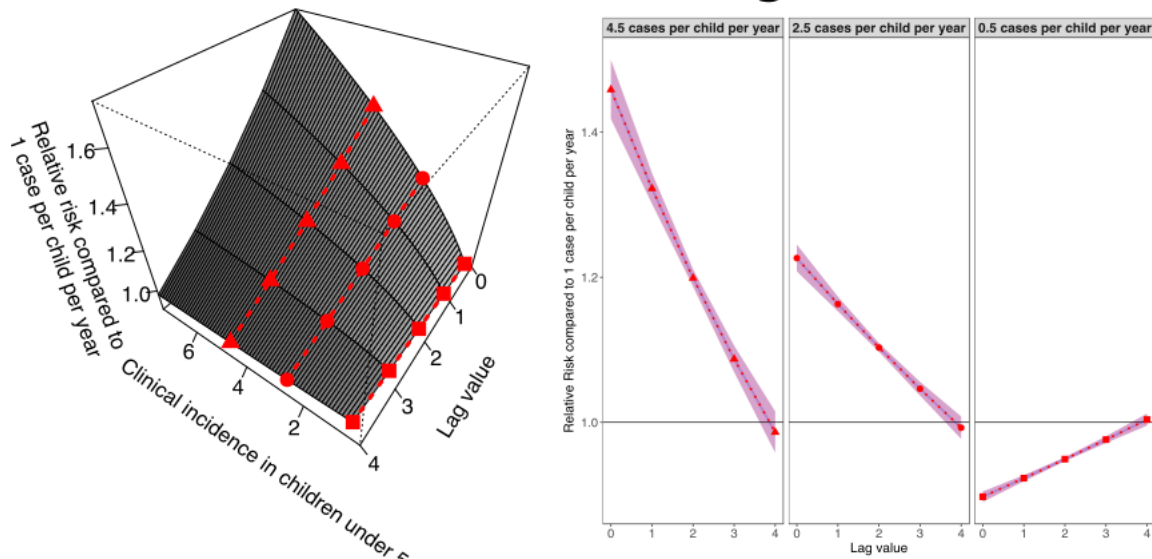 4.5 cases per child per year
2.5 cases per child per year
0.5 cases per child per year
Relative risk compared to
1 case per child per year
1.6
1.4
1.2
1.0
6
4
2
Clinical incidence in children under
0
1
2
3
4
Lag value
Relative Risk compared to 1 case per child per year
1.4
1.2
1.0
0 1 2 3 4
0 1 2 3 4
0 1 2 3 4
Lag value